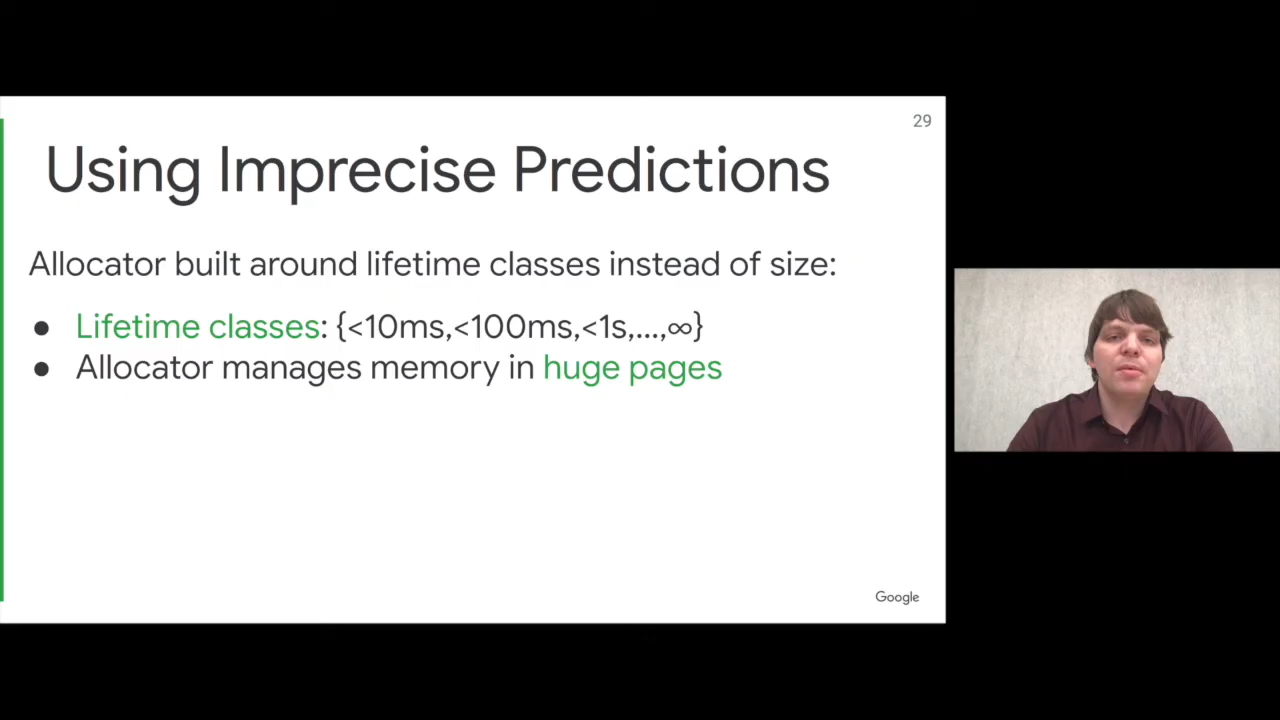 29
Using Imprecise Predictions
Allocator built around lifetime classes instead of size:
● Lifetime classes: {<10ms,<100ms,<1s,...,∞}
● Allocator manages memory in huge pages
Google